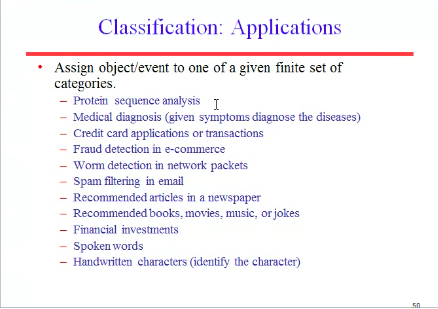 Classification: Applications
• Assign object/event to one of a given finite set of
categories.
– Protein sequence analysis
– Medical diagnosis (given symptoms diagnose the diseases)
– Credit card applications or transactions
– Fraud detection in e-commerce
– Worm detection in network packets
– Spam filtering in email
– Recommended articles in a newspaper
– Recommended books, movies, music, or jokes
– Financial investments
– Spoken words
– Handwritten characters (identify the character)
50